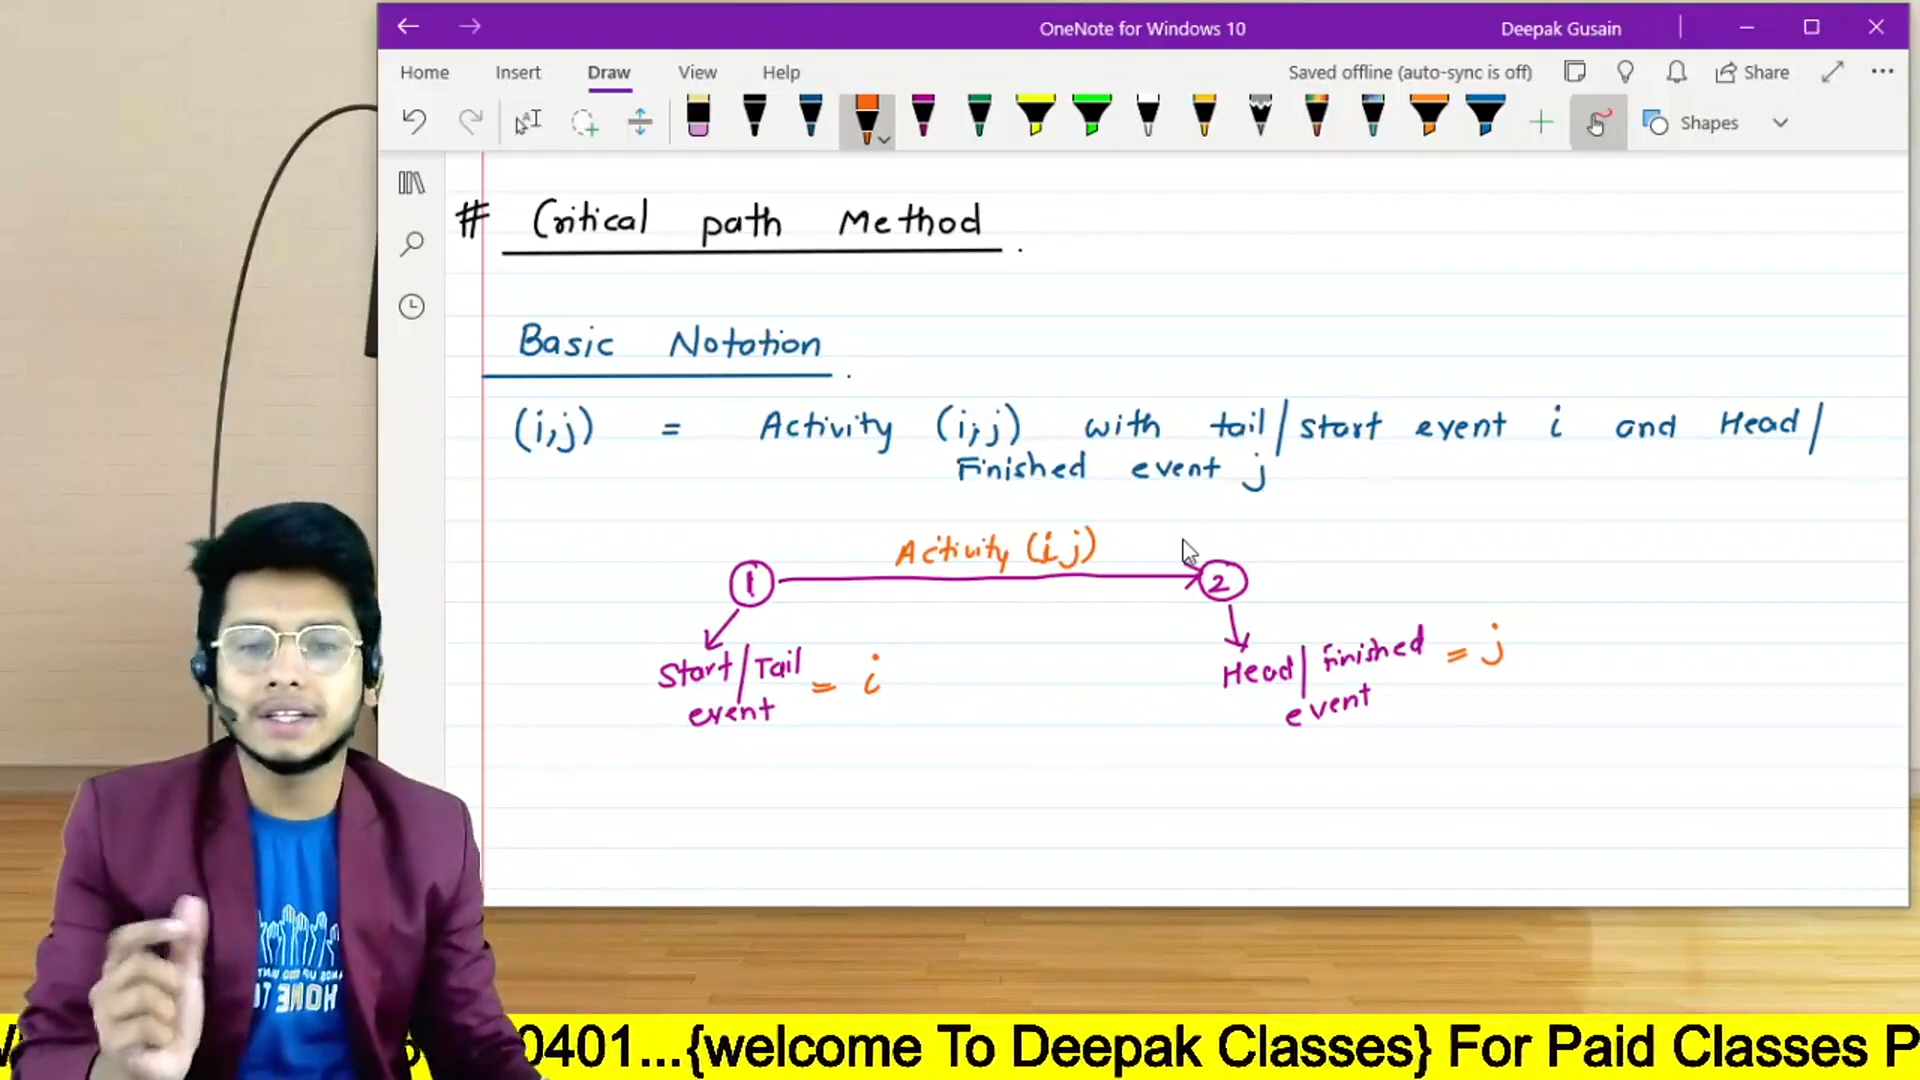 OneNote for Windows 10
Deepak Gusain
Home Insert Draw View Help
Saved offline (auto-sync is off)
Share
Shapes
# Critical path Method.
Basic Notation.
(i,j) = Activity (i,j) with tail/start event i and Head/
Finished event j
Activity (i,j)
1
2
Start/Tail
event
= i
Head/Finished
event
= j
HOME
0401...{welcome To Deepak Classes} For Paid Classes P